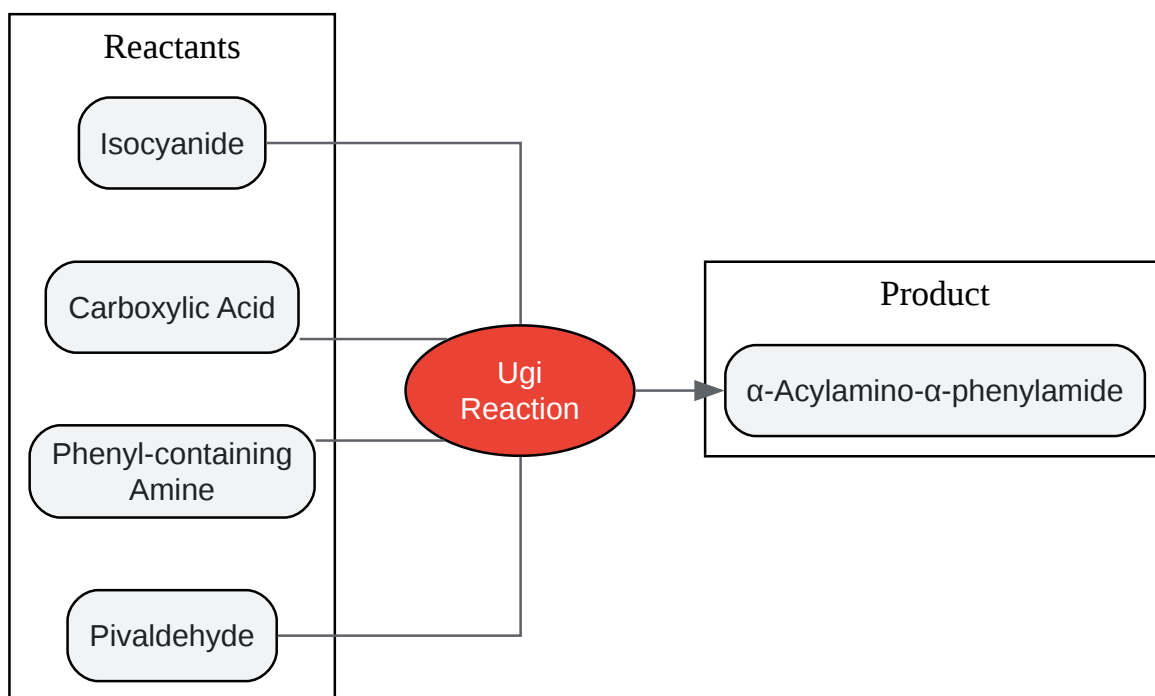 Reactants
Isocyanide
Carboxylic Acid
Phenyl-containing
Amine
Pivaldehyde
Ugi
Reaction
Product
α-Acylamino-α-phenylamide